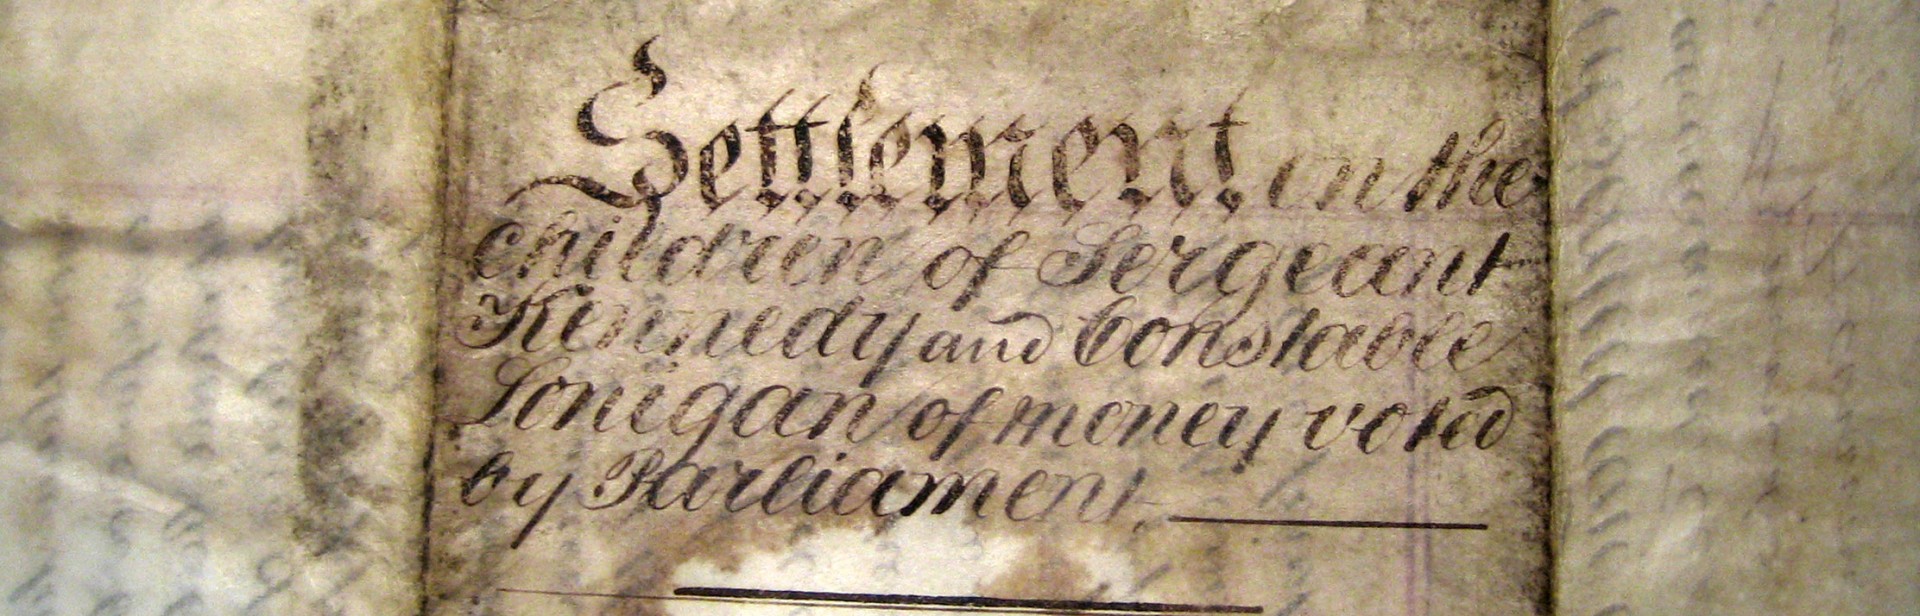 Settlement on the
Children of Sergeant
Kennedy and Constable
Lonigan of money voted
by Parliament.